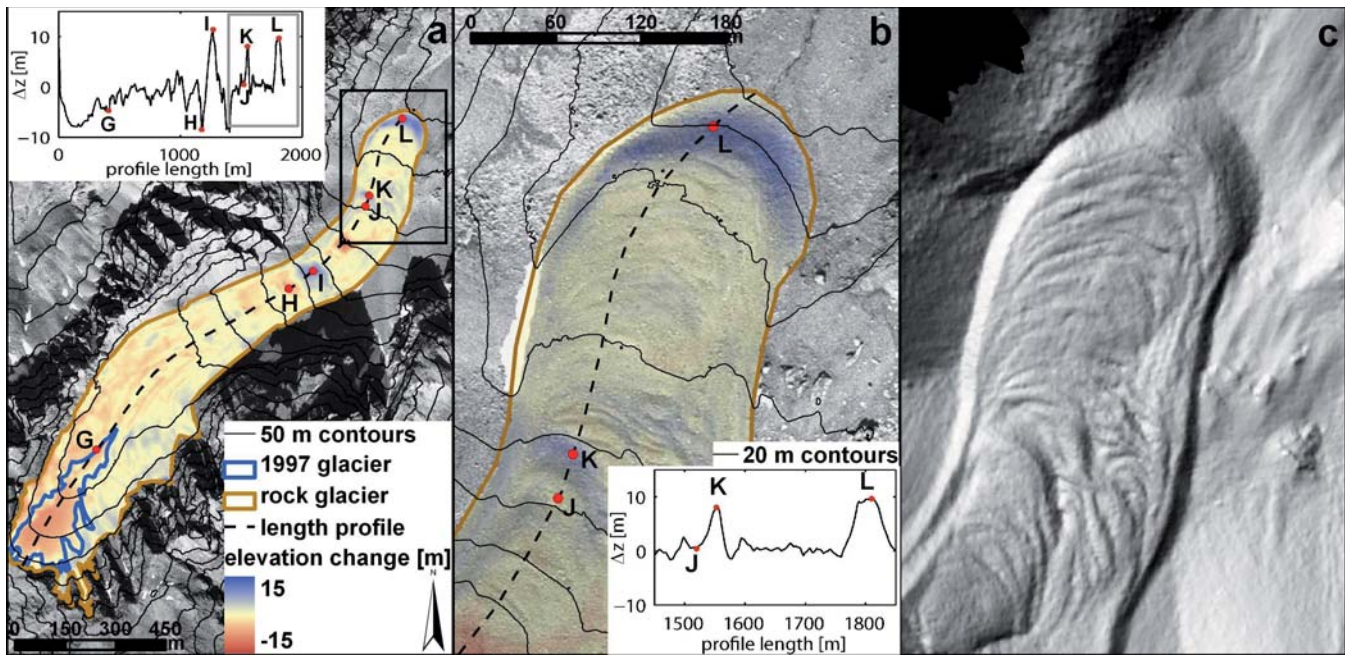 a
10
0
−10
Δz [m]
I
K
L
J
G
H
0
1000
2000
profile length [m]
L
K
J
I
H
G
50 m contours
1997 glacier
rock glacier
length profile
elevation change [m]
15
-15
N
0 150 300 450
m
b
60 180
0 120 m
L
K
J
20 m contours
10
0
−10
Δz [m]
K
L
J
1500 1600 1700 1800
profile length [m]
c